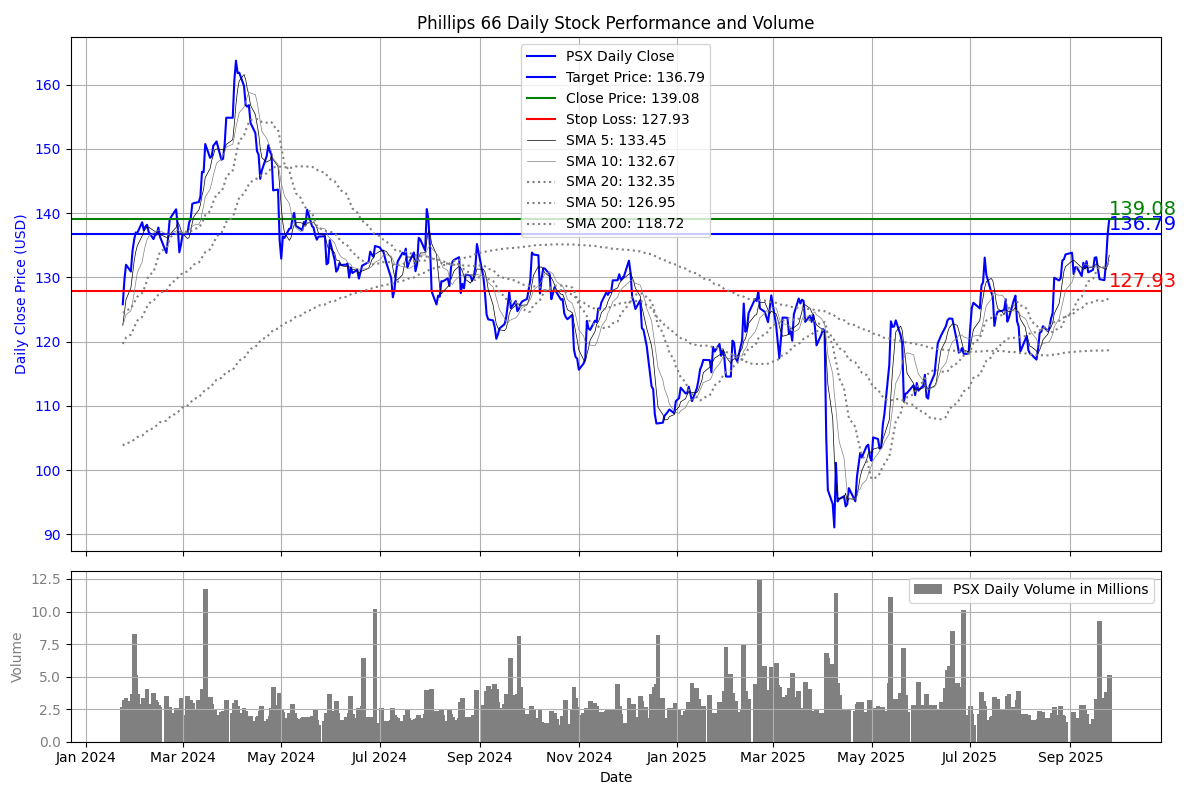 Phillips 66 Daily Stock Performance and Volume
Daily Close Price (USD)
160
150
140
130
120
110
100
90
PSX Daily Close
Target Price: 136.79
Close Price: 139.08
Stop Loss: 127.93
SMA 5: 133.45
SMA 10: 132.67
SMA 20: 132.35
SMA 50: 126.95
SMA 200: 118.72
139.08
136.79
127.93
Volume
12.5
10.0
7.5
5.0
2.5
0.0
PSX Daily Volume in Millions
Jan 2024 Mar 2024 May 2024 Jul 2024 Sep 2024 Nov 2024 Jan 2025 Mar 2025 May 2025 Jul 2025 Sep 2025
Date